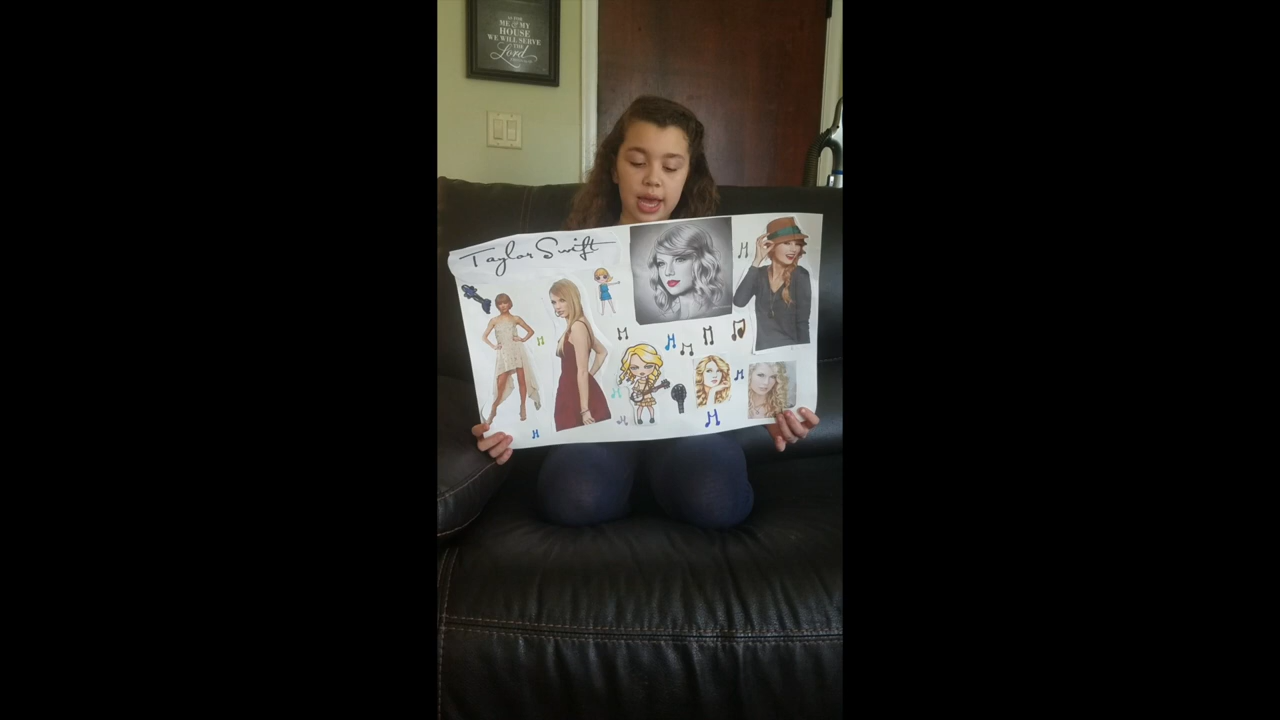 AS FOR
ME & MY
HOUSE
WE WILL SERVE
THE
Lord
Taylor Swift